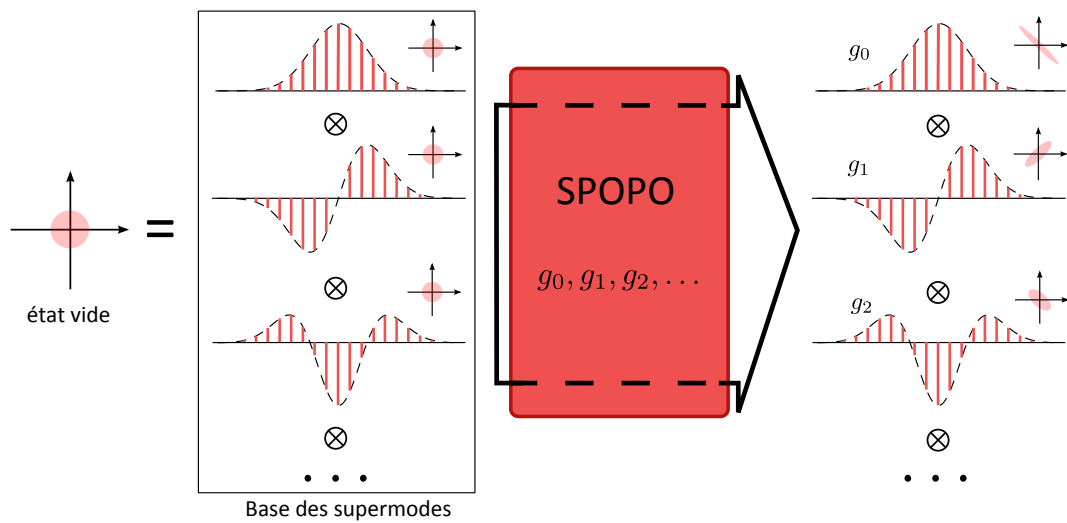 état vide
=
Base des supermodes
SPOPO
g₀, g₁, g₂, . . .
g₀
g₁
g₂